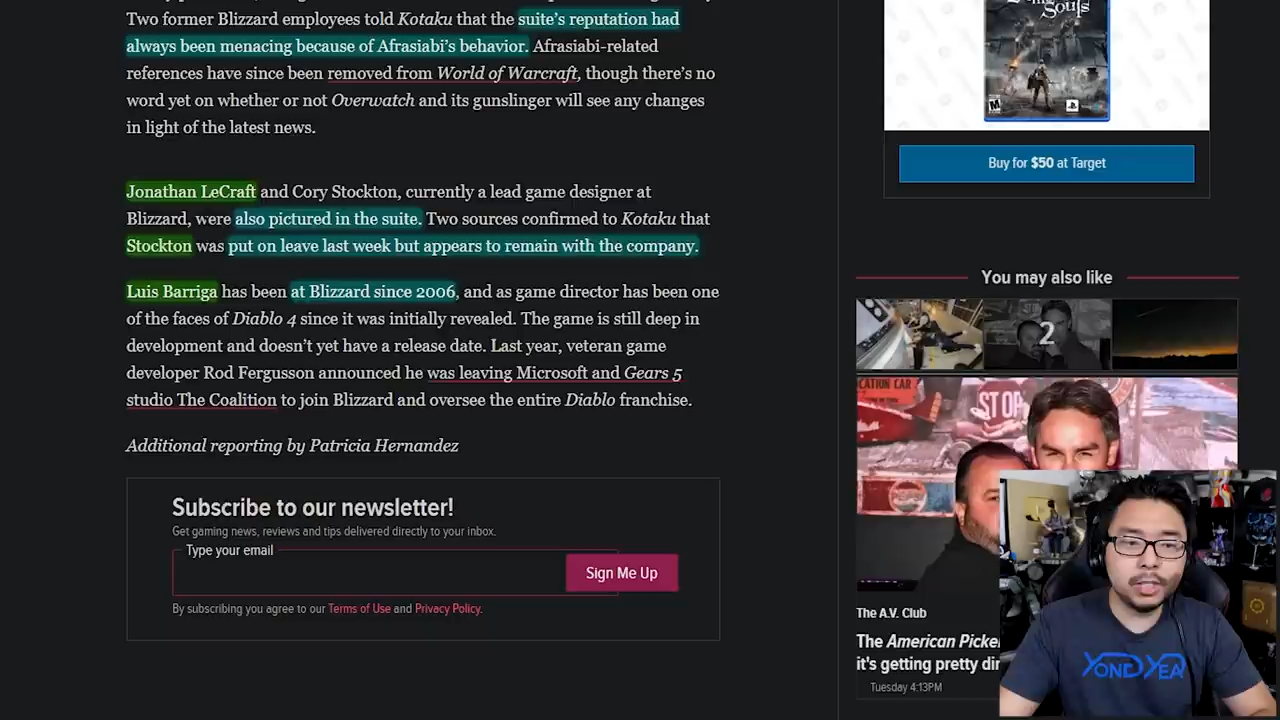 Two former Blizzard employees told Kotaku that the suite's reputation had
always been menacing because of Afrasiabi's behavior. Afrasiabi-related
references have since been removed from World of Warcraft, though there's no
word yet on whether or not Overwatch and its gunslinger will see any changes
in light of the latest news.
Jonathan LeCraft and Cory Stockton, currently a lead game designer at
Blizzard, were also pictured in the suite. Two sources confirmed to Kotaku that
Stockton was put on leave last week but appears to remain with the company.
Luis Barriga has been at Blizzard since 2006, and as game director has been one
of the faces of Diablo 4 since it was initially revealed. The game is still deep in
development and doesn't yet have a release date. Last year, veteran game
developer Rod Fergusson announced he was leaving Microsoft and Gears 5
studio The Coalition to join Blizzard and oversee the entire Diablo franchise.
Additional reporting by Patricia Hernandez
Subscribe to our newsletter!
Get gaming news, reviews and tips delivered directly to your inbox.
Type your email
Sign Me Up
By subscribing you agree to our Terms of Use and Privacy Policy.
Souls
M
Buy for $50 at Target
You may also like
2
CATION CAR
STOP
The A.V. Club
The American Picke
it's getting pretty dir
Tuesday 4:13PM
YONGYEA